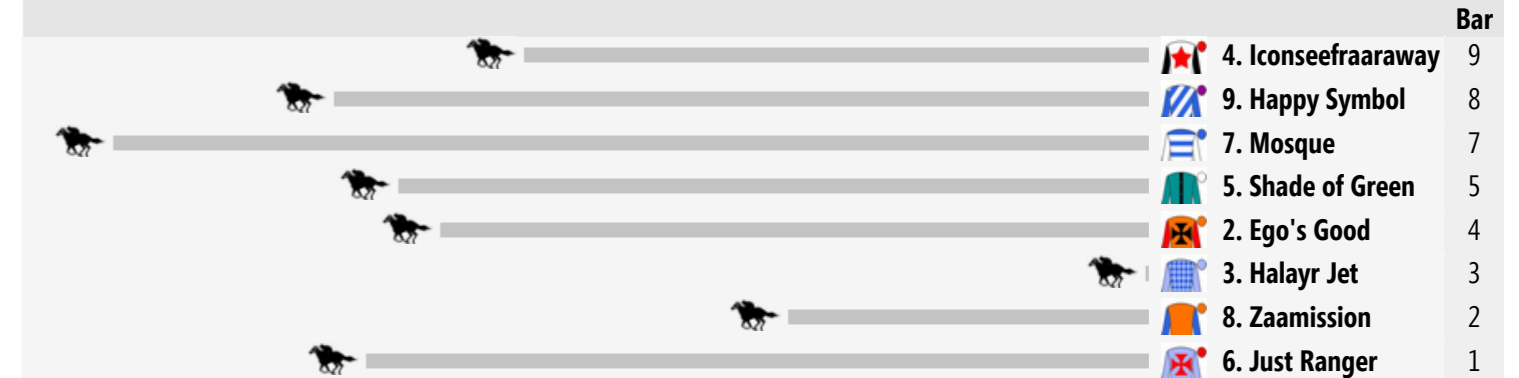 Bar
4. Iconseefraaraway 9
9. Happy Symbol 8
7. Mosque 7
5. Shade of Green 5
2. Ego's Good 4
3. Halayr Jet 3
8. Zaamission 2
6. Just Ranger 1